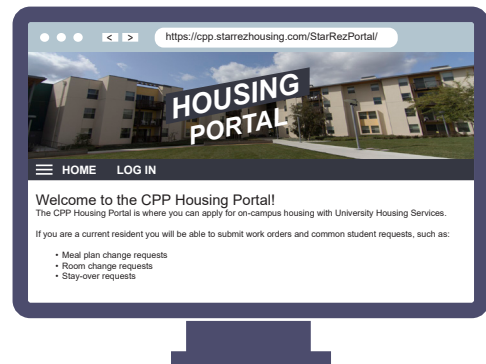 https://cpp.starrezhousing.com/StarRezPortal/
HOUSING
PORTAL
HOME LOG IN
Welcome to the CPP Housing Portal!
The CPP Housing Portal is where you can apply for on-campus housing with University Housing Services.
If you are a current resident you will be able to submit work orders and common student requests, such as:
• Meal plan change requests
• Room change requests
• Stay-over requests